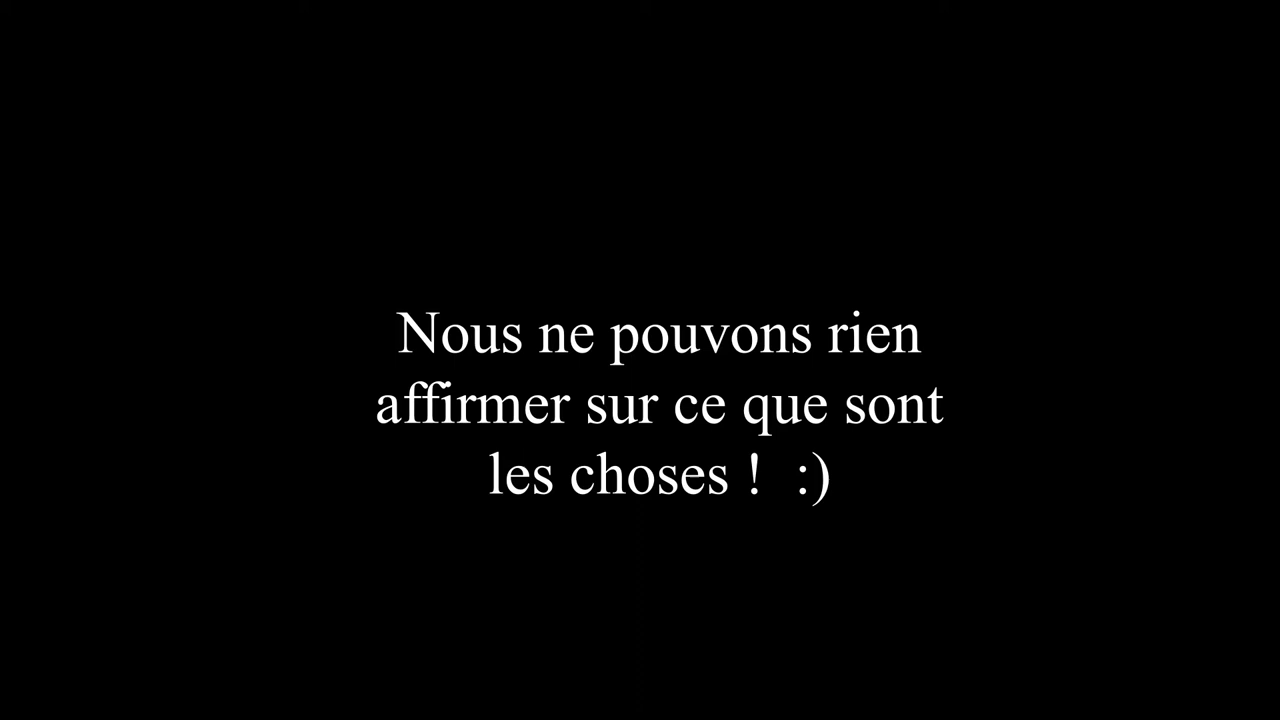 Nous ne pouvons rien
affirmer sur ce que sont
les choses !  :)